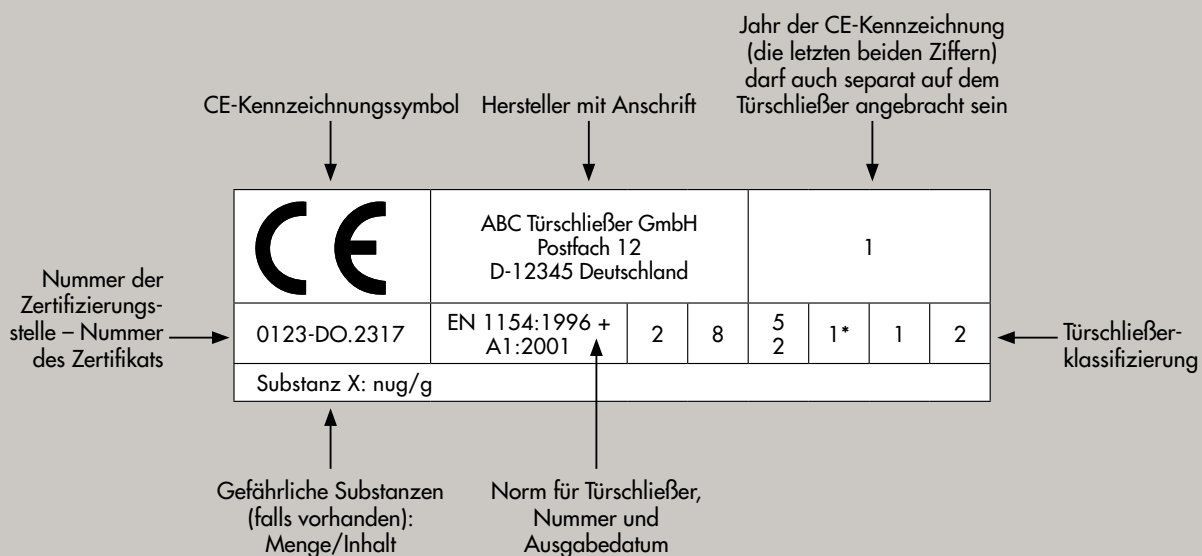 Jahr der CE-Kennzeichnung
(die letzten beiden Ziffern)
darf auch separat auf dem
Türschließer angebracht sein
CE-Kennzeichnungssymbol
Hersteller mit Anschrift
CE
ABC Türschließer GmbH
Postfach 12
D-12345 Deutschland
1
Nummer der
Zertifizierungs-
stelle – Nummer
des Zertifikats
0123-DO.2317
EN 1154:1996 +
A1:2001
2
8
5
2
1*
1
2
Türschließer-
klassifizierung
Substanz X: nug/g
Gefährliche Substanzen
(falls vorhanden):
Menge/Inhalt
Norm für Türschließer,
Nummer und
Ausgabedatum